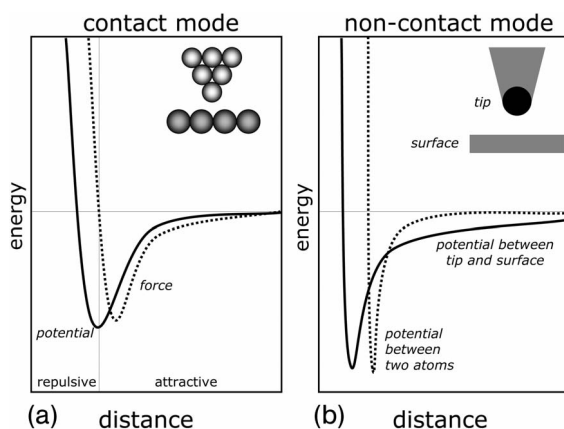 contact mode
energy
potential
force
repulsive
attractive
(a)
distance
non-contact mode
tip
surface
energy
potential between
tip and surface
potential
between
two atoms
(b)
distance